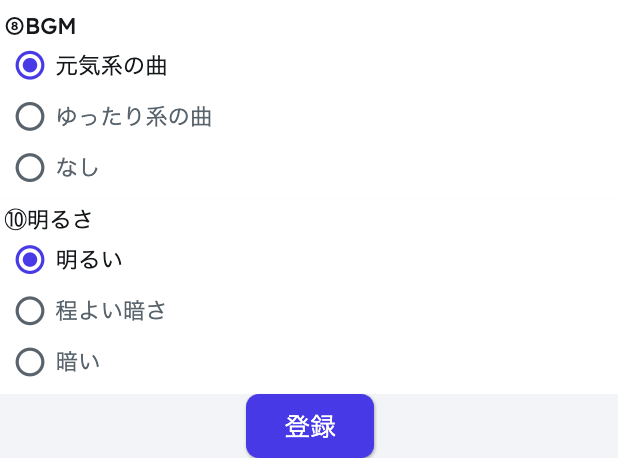 ⑧BGM
元気系の曲
ゆったり系の曲
なし
⑩明るさ
明るい
程よい暗さ
暗い
登録